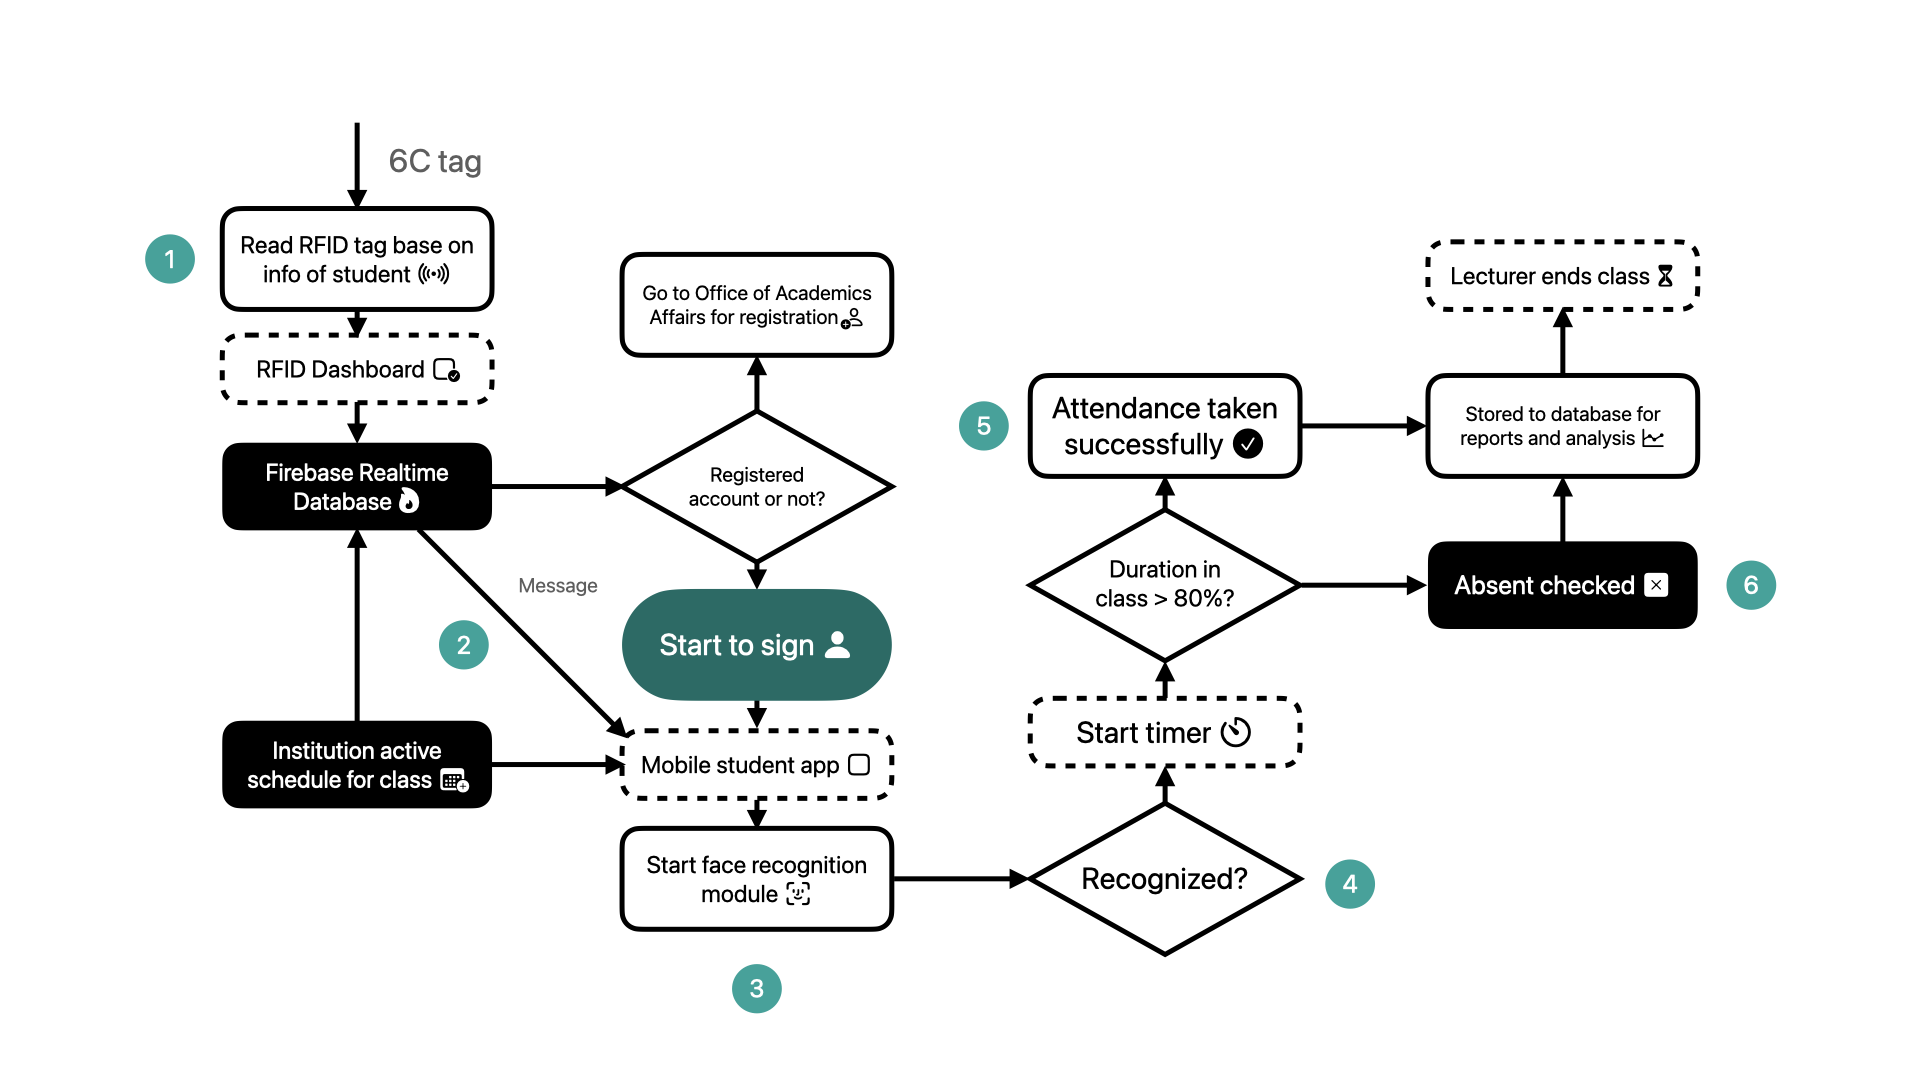 6C tag
1
Read RFID tag base on
info of student
RFID Dashboard
Firebase Realtime
Database
Message
2
Institution active
schedule for class
Go to Office of Academics
Affairs for registration
Registered
account or not?
Start to sign
Mobile student app
Start face recognition
module
3
Recognized?
4
Start timer
Duration in
class > 80%?
5
Attendance taken
successfully
Absent checked
6
Stored to database for
reports and analysis
Lecturer ends class